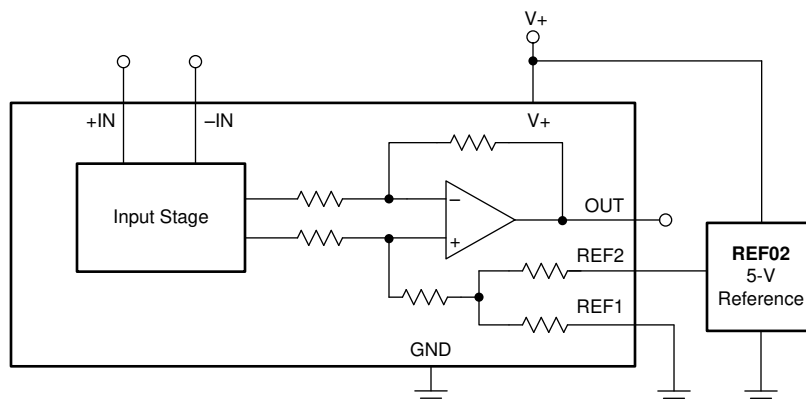 V+
+IN
–IN
V+
Input Stage
–
+
OUT
REF2
REF1
GND
REF02
5-V
Reference